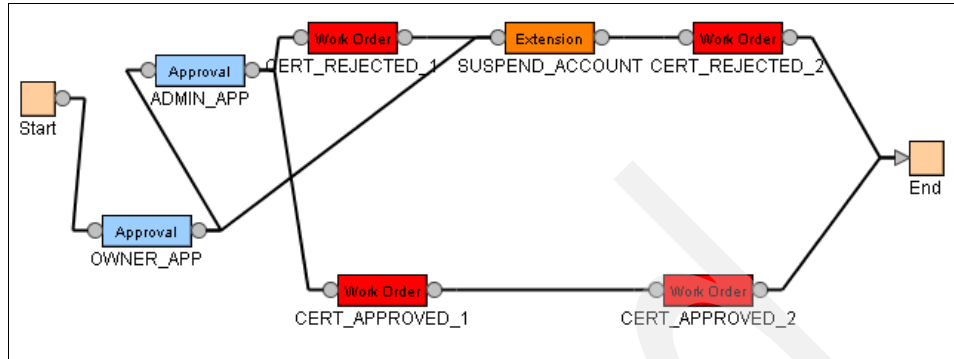 Work Order
CERT_REJECTED_1
Extension
SUSPEND_ACCOUNT
Work Order
CERT_REJECTED_2
Approval
ADMIN_APP
Start
End
Approval
OWNER_APP
Work Order
CERT_APPROVED_1
Work Order
CERT_APPROVED_2